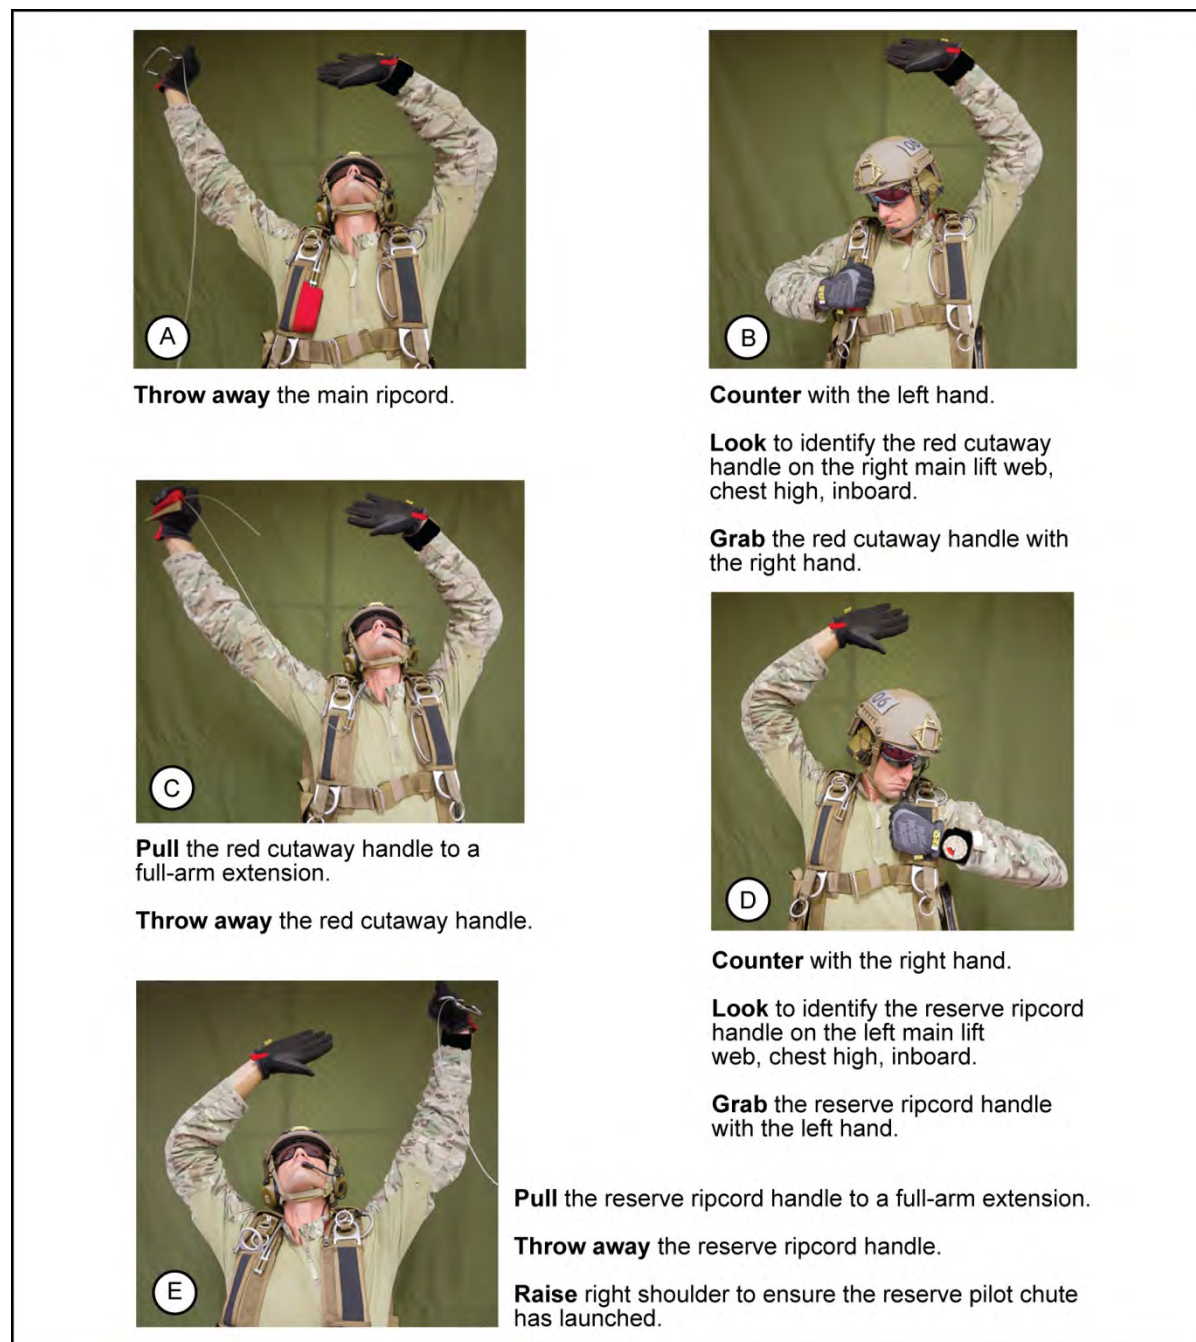 A
Throw away the main ripcord.
06
B
Counter with the left hand.
Look to identify the red cutaway
handle on the right main lift web,
chest high, inboard.
Grab the red cutaway handle with
the right hand.
C
Pull the red cutaway handle to a
full-arm extension.
Throw away the red cutaway handle.
06
D
Counter with the right hand.
Look to identify the reserve ripcord
handle on the left main lift
web, chest high, inboard.
Grab the reserve ripcord handle
with the left hand.
E
Pull the reserve ripcord handle to a full-arm extension.
Throw away the reserve ripcord handle.
Raise right shoulder to ensure the reserve pilot chute
has launched.